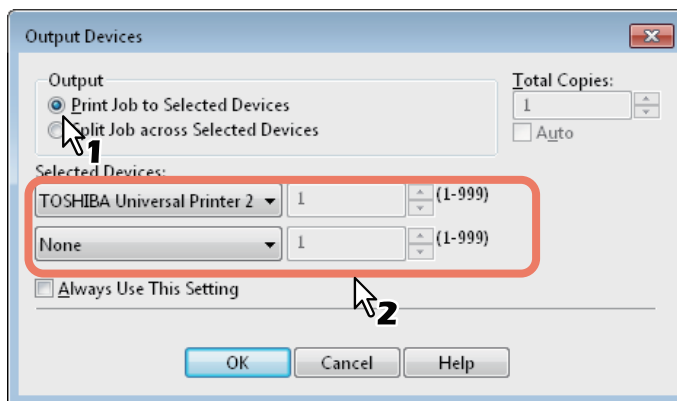 Output Devices
Output
Print Job to Selected Devices
Split Job across Selected Devices
Total Copies:
1
Auto
1
Selected Devices:
TOSHIBA Universal Printer 2 1 (1-999)
None 1 (1-999)
Always Use This Setting
2
OK Cancel Help